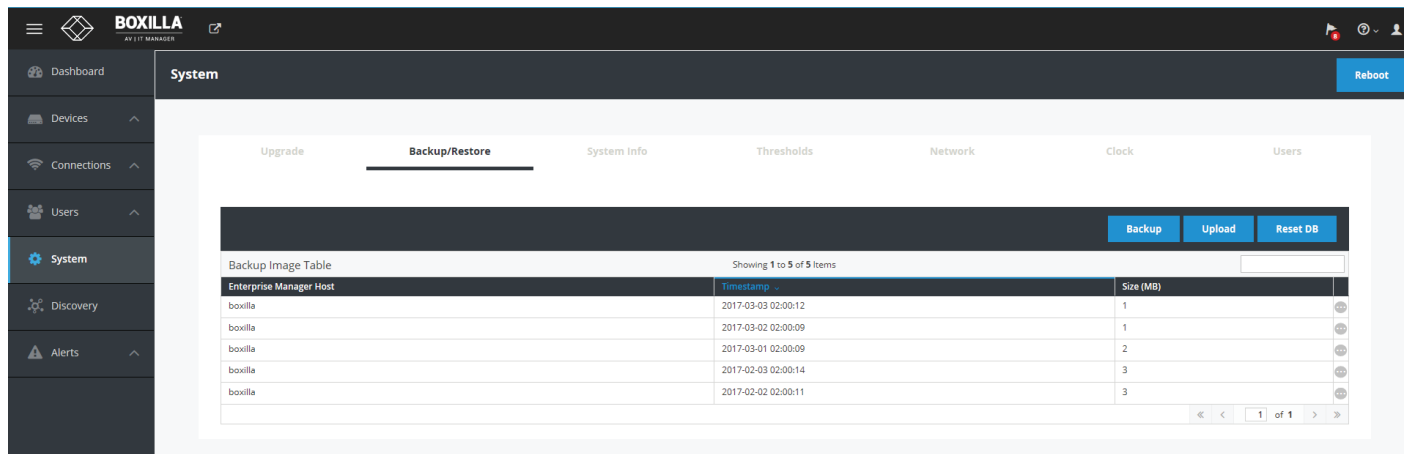 BOXILLA
AV | IT MANAGER
8
Dashboard
System
Reboot
Devices
Connections
Users
System
Discovery
Alerts
Upgrade Backup/Restore System Info Thresholds Network Clock Users
Backup Upload Reset DB
Backup Image Table Showing 1 to 5 of 5 Items
Enterprise Manager Host Timestamp Size (MB)
boxilla 2017-03-03 02:00:12 1
boxilla 2017-03-02 02:00:09 1
boxilla 2017-03-01 02:00:09 2
boxilla 2017-02-03 02:00:14 3
boxilla 2017-02-02 02:00:11 3
« < 1 of 1 > »